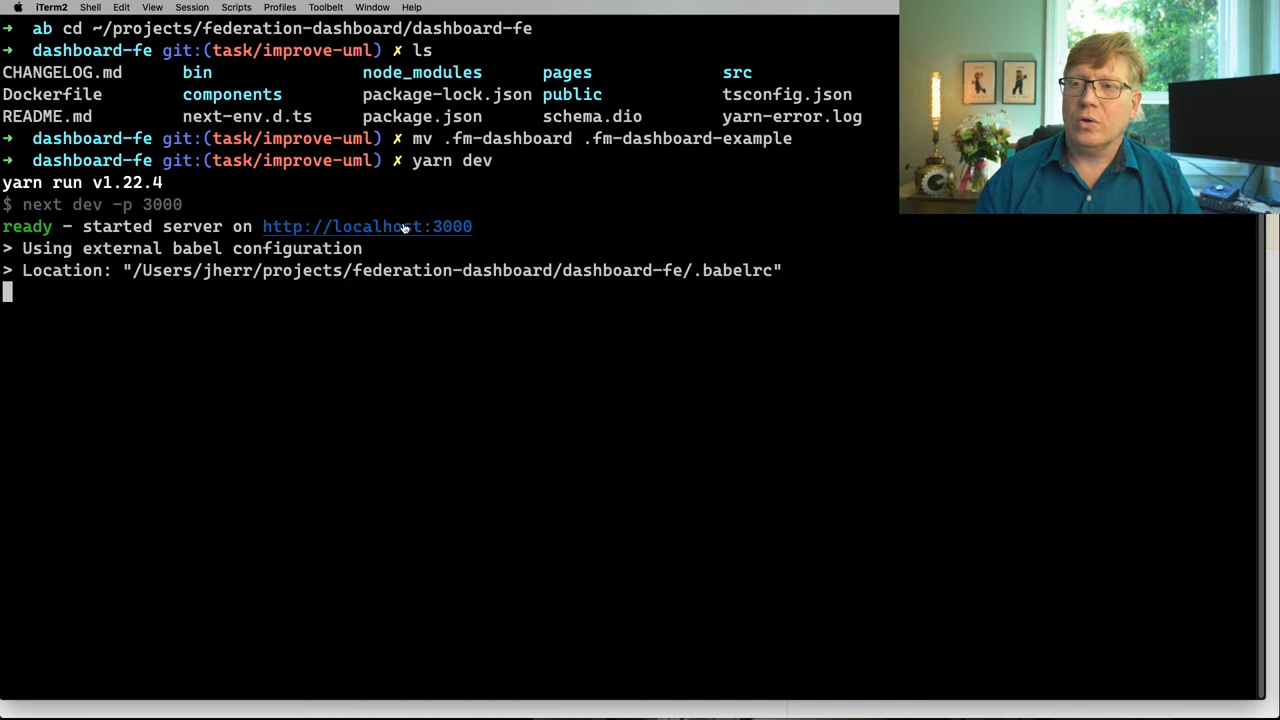 iTerm2 Shell Edit View Session Scripts Profiles Toolbelt Window Help
➜ ab cd ~/projects/federation-dashboard/dashboard-fe
➜ dashboard-fe git:(task/improve-uml) ✗ ls
CHANGELOG.md bin node_modules pages src
Dockerfile components package-lock.json public tsconfig.json
README.md next-env.d.ts package.json schema.dio yarn-error.log
➜ dashboard-fe git:(task/improve-uml) ✗ mv .fm-dashboard .fm-dashboard-example
➜ dashboard-fe git:(task/improve-uml) ✗ yarn dev
yarn run v1.22.4
$ next dev -p 3000
ready - started server on http://localhost:3000
> Using external babel configuration
> Location: "/Users/jherr/projects/federation-dashboard/dashboard-fe/.babelrc"